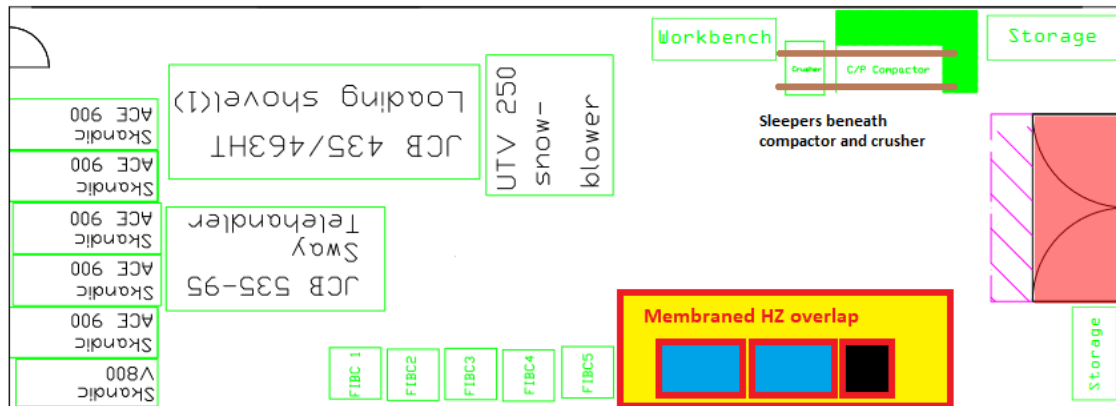 Workbench
Storage
Crusher
C/P Compactor
Sleepers beneath
compactor and crusher
JCB 435/463HT
Loading shovel(1)
UTV 250
snow-
blower
Skandic
ACE 900
Skandic
ACE 900
Skandic
ACE 900
Skandic
ACE 900
Skandic
ACE 900
Skandic
V800
JCB 535-95
Sway
Telehandler
FIBC 1
FIBC2
FIBC3
FIBC4
FIBC5
Membraned HZ overlap
Storage